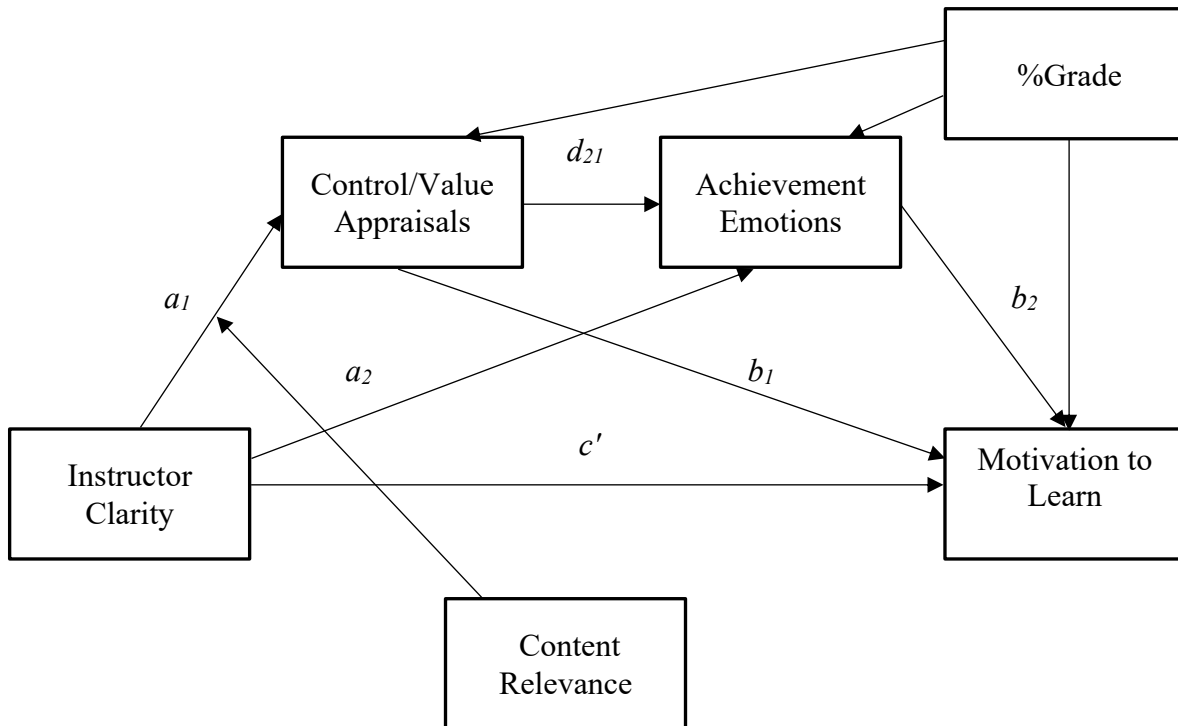 %Grade
d21
Control/Value
Appraisals
Achievement
Emotions
a1
b2
a2
b1
c'
Instructor
Clarity
Motivation to
Learn
Content
Relevance